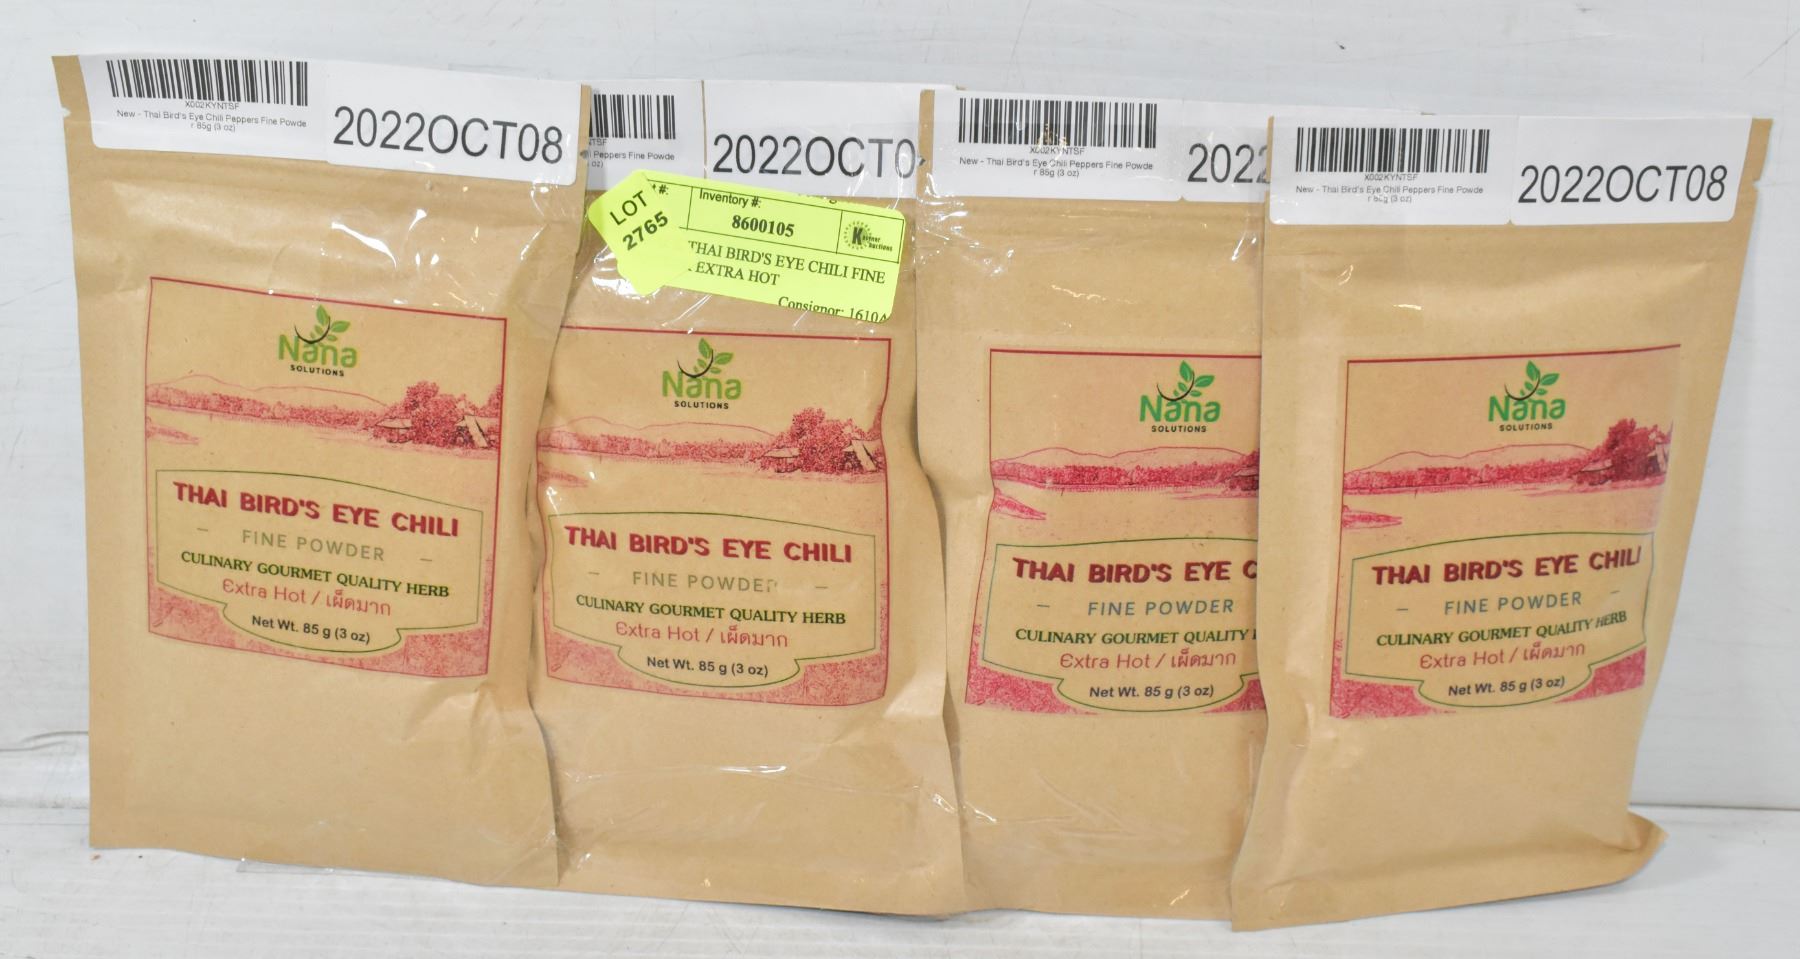 X002KYNTSF
New - Thai Bird's Eye Chili Peppers Fine Powde
r 85g (3 oz)
2022OCT08
Nana
SOLUTIONS
THAI BIRD'S EYE CHILI
– FINE POWDER –
CULINARY GOURMET QUALITY HERB
Extra Hot / เผ็ดมาก
Net Wt. 85 g (3 oz)
Peppers Fine Powde
oz)
2022OCT0
LOT
2765
#:
Inventory #:
8600105
THAI BIRD'S EYE CHILI FINE
EXTRA HOT
Consignor: 1610A
Nana
SOLUTIONS
THAI BIRD'S EYE CHILI
– FINE POWDER –
CULINARY GOURMET QUALITY HERB
Extra Hot / เผ็ดมาก
Net Wt. 85 g (3 oz)
X002KYNTSF
New - Thai Bird's Eye Chili Peppers Fine Powde
r 85g (3 oz)
2022
Nana
SOLUTIONS
THAI BIRD'S EYE C
– FINE POWDER
CULINARY GOURMET QUALITY
Extra Hot / เผ็ดมาก
Net Wt. 85 g (3 oz)
X002KYNTSF
New - Thai Bird's Eye Chili Peppers Fine Powde
r 85g (3 oz)
2022OCT08
Nana
SOLUTIONS
THAI BIRD'S EYE CHILI
– FINE POWDER –
CULINARY GOURMET QUALITY HERB
Extra Hot / เผ็ดมาก
Net Wt. 85 g (3 oz)